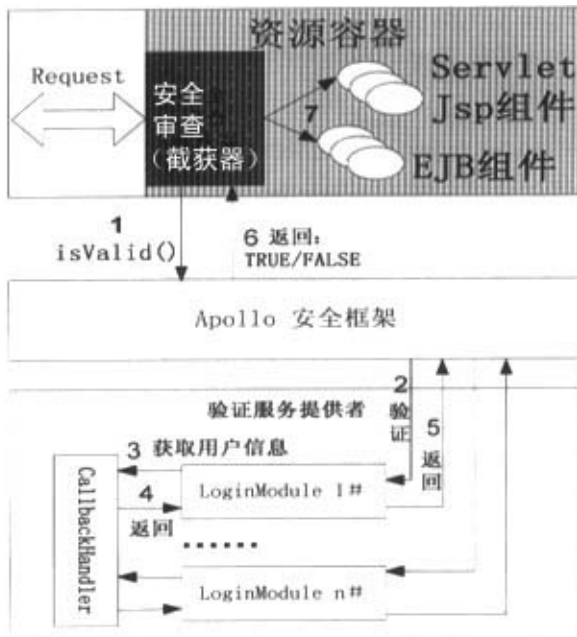 资源容器
Request
安全
审查
(截获器)
7
Servlet
Jsp组件
EJB组件
1
isValid()
6 返回:
TRUE/FALSE
Apollo 安全框架
2
验证
验证服务提供者
5
返回
3 获取用户信息
CallbackHandler
4
返回
LoginModule 1#
······
LoginModule n#